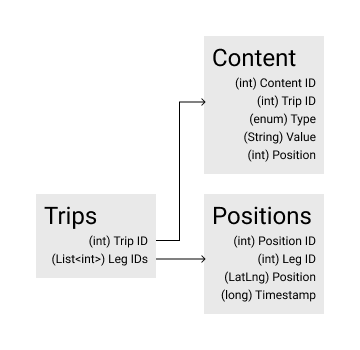 Content
(int) Content ID
(int) Trip ID
(enum) Type
(String) Value
(int) Position
Trips
(int) Trip ID
(List<int>) Leg IDs
Positions
(int) Position ID
(int) Leg ID
(LatLng) Position
(long) Timestamp